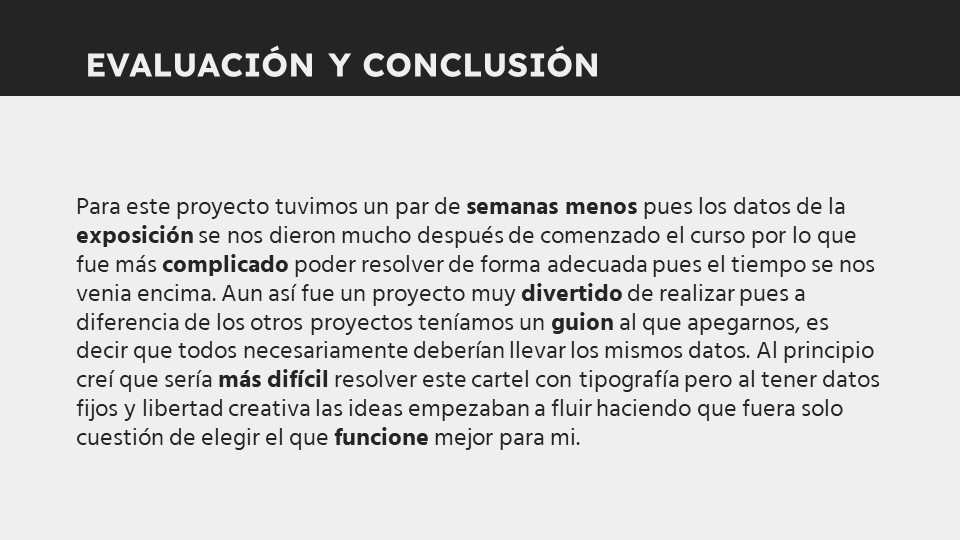 EVALUACIÓN Y CONCLUSIÓN
Para este proyecto tuvimos un par de semanas menos pues los datos de la
exposición se nos dieron mucho después de comenzado el curso por lo que
fue más complicado poder resolver de forma adecuada pues el tiempo se nos
venia encima. Aun así fue un proyecto muy divertido de realizar pues a
diferencia de los otros proyectos teníamos un guion al que apegarnos, es
decir que todos necesariamente deberían llevar los mismos datos. Al principio
creí que sería más difícil resolver este cartel con tipografía pero al tener datos
fijos y libertad creativa las ideas empezaban a fluir haciendo que fuera solo
cuestión de elegir el que funcione mejor para mi.